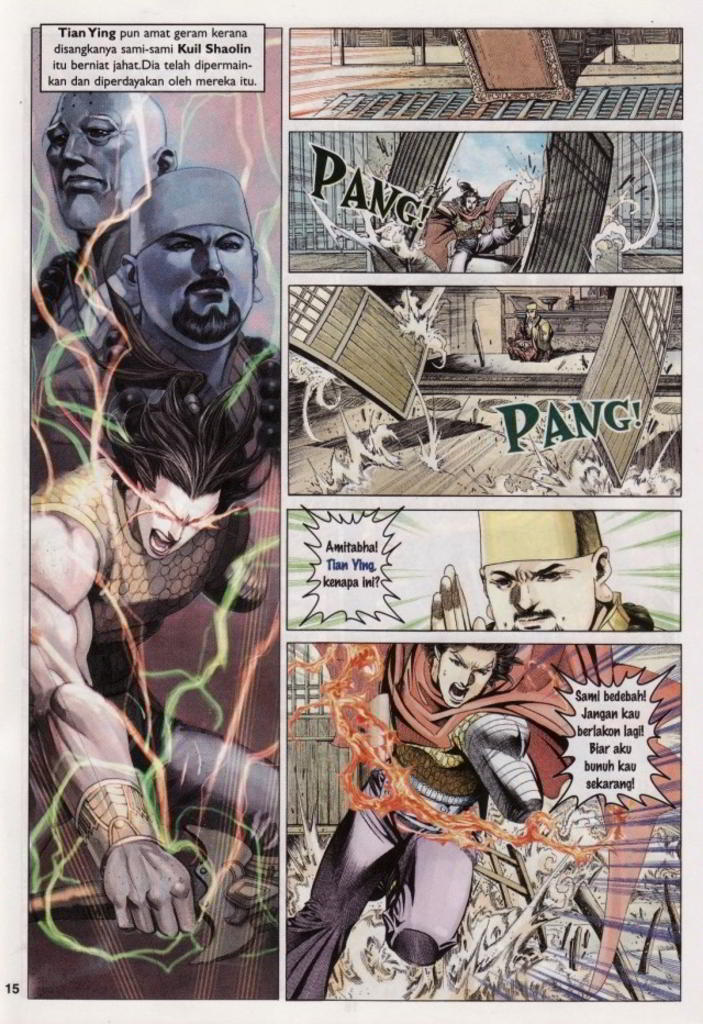 Tian Ying pun amat geram kerana
disangkanya sami-sami Kuil Shaolin
itu berniat jahat.Dia telah dipermain-
kan dan diperdayakan oleh mereka itu.
PANG!
PANG!
Amitabha!
Tian Ying,
kenapa ini?
Sami bedebah!
Jangan kau
berlakon lagi!
Biar aku
bunuh kau
sekarang!
15